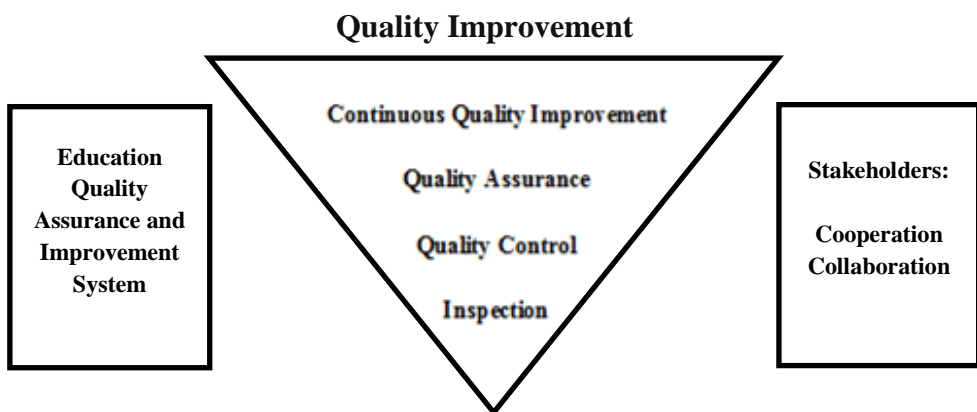 Quality Improvement
Education
Quality
Assurance and
Improvement
System
Continuous Quality Improvement
Quality Assurance
Quality Control
Inspection
Stakeholders:
Cooperation
Collaboration